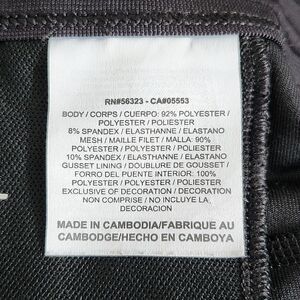 RN#56323 - CA#05553
BODY / CORPS / CUERPO: 92% POLYESTER /
POLYESTER / POLIESTER
8% SPANDEX / ELASTHANNE / ELASTANO
MESH / MAILLE FILET / MALLA: 90%
POLYESTER / POLYESTER / POLIESTER
10% SPANDEX / ELASTHANNE / ELASTANO
GUSSET LINING / DOUBLURE DE GOUSSET /
FORRO DEL PUENTE INTERIOR: 100%
POLYESTER / POLYESTER / POLIESTER
EXCLUSIVE OF DECORATION / DECORATION
NON COMPRISE / NO INCLUYE LA
DECORACION
MADE IN CAMBODIA/FABRIQUE AU
CAMBODGE/HECHO EN CAMBOYA